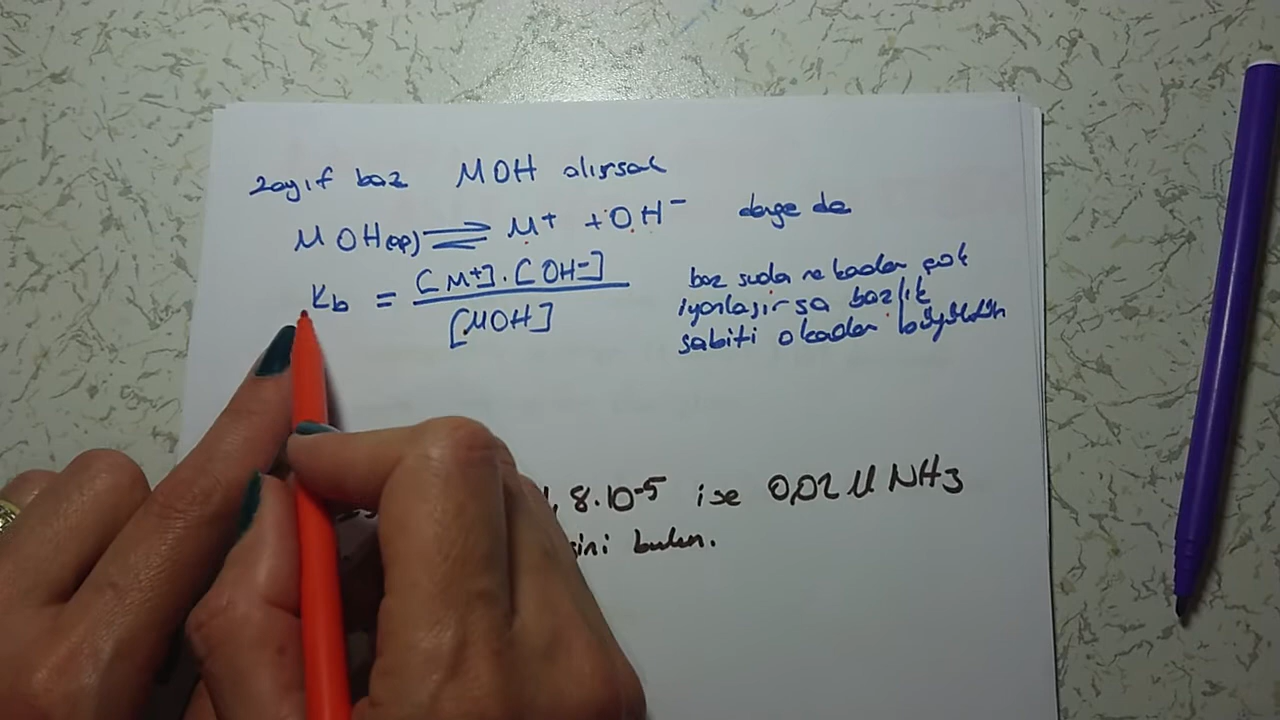 zayıf baz MOH alırsak
MOH(aq) ⇌ M+ + OH- denge de
Kb = [M+].[OH-] / [MOH]
baz suda ne kadar çok
iyonlaşırsa bazlık
sabiti o kadar büyüktür
8.10-5 ise 0,02 M NH3
sini bulun.